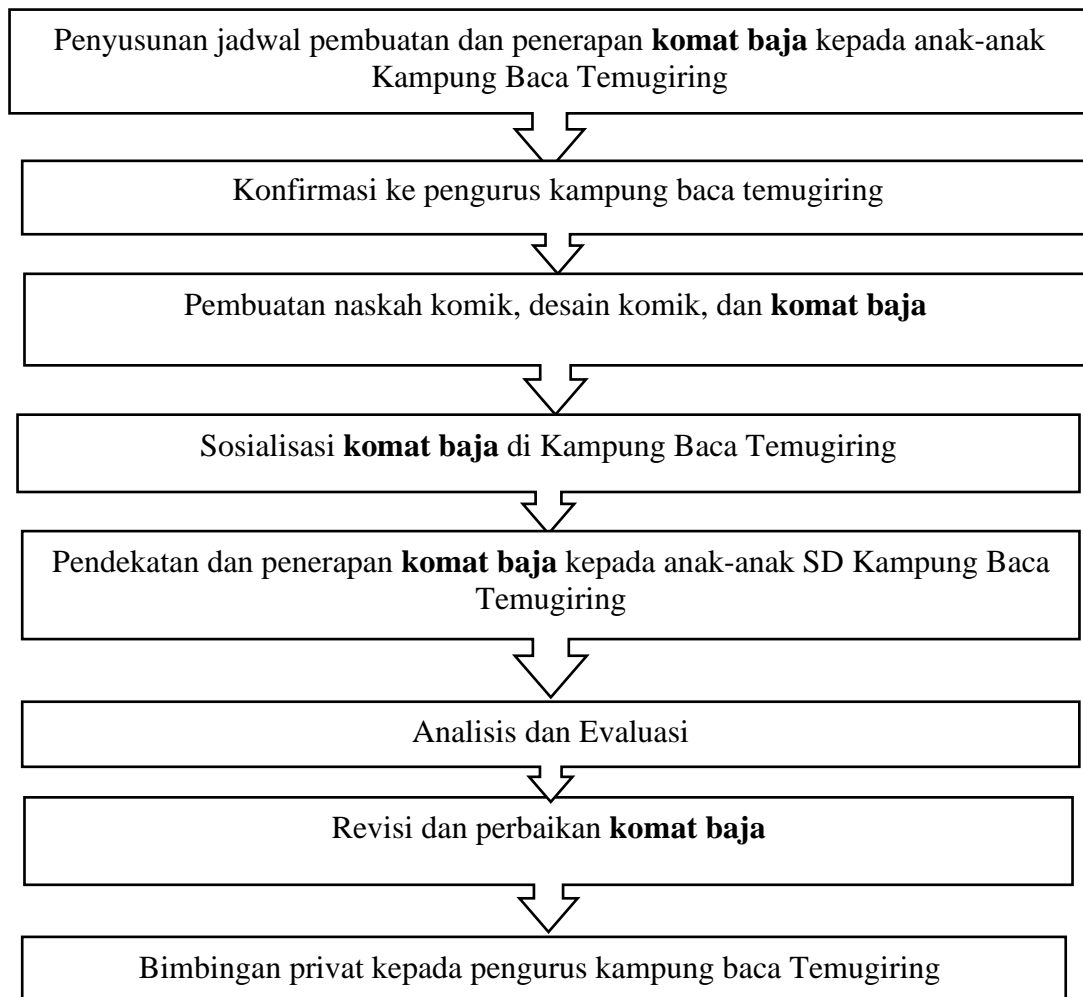 Penyusunan jadwal pembuatan dan penerapan komat baja kepada anak-anak
Kampung Baca Temugiring
Konfirmasi ke pengurus kampung baca temugiring
Pembuatan naskah komik, desain komik, dan komat baja
Sosialisasi komat baja di Kampung Baca Temugiring
Pendekatan dan penerapan komat baja kepada anak-anak SD Kampung Baca
Temugiring
Analisis dan Evaluasi
Revisi dan perbaikan komat baja
Bimbingan privat kepada pengurus kampung baca Temugiring